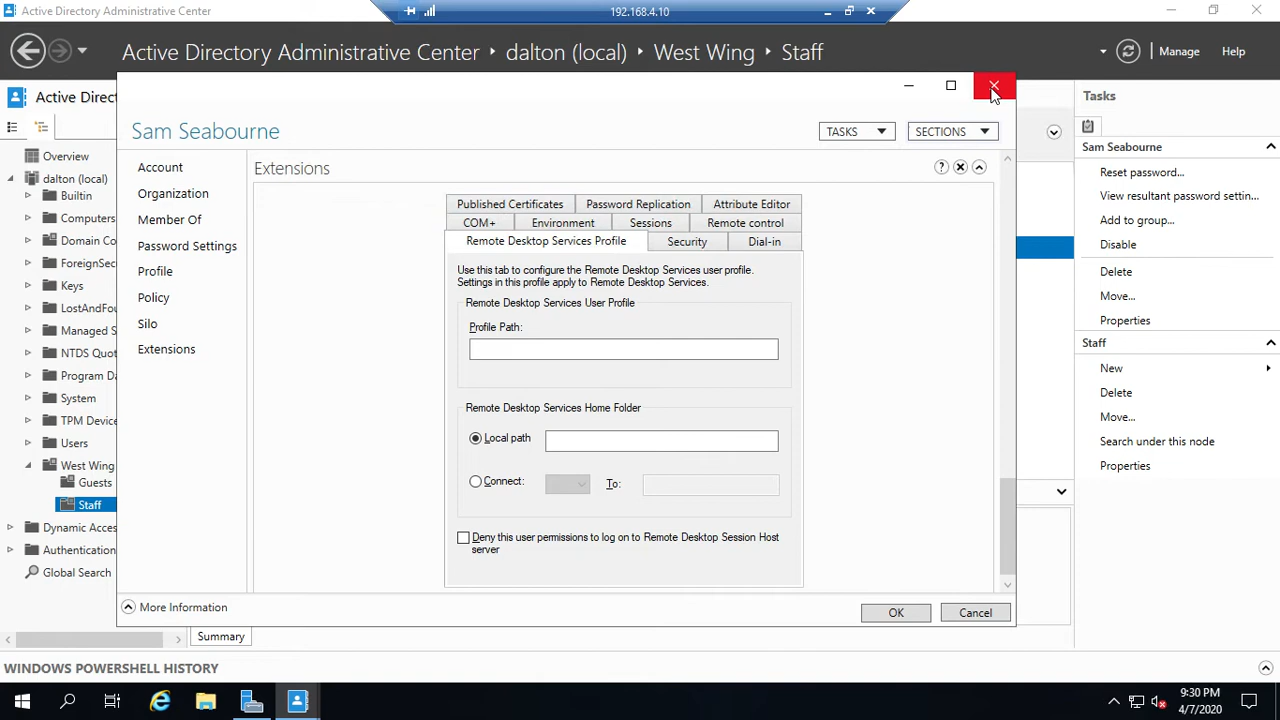 Active Directory Administrative Center
192.168.4.10
Active Directory Administrative Center • dalton (local) • West Wing • Staff
Manage
Help
Active Direct
Overview
dalton (local)
Builtin
Computers
Domain Co
ForeignSec
Keys
LostAndFou
Managed S
NTDS Quot
Program Da
System
TPM Device
Users
West Wing
Guests
Staff
Dynamic Acces
Authentication
Global Search
Sam Seabourne
TASKS
SECTIONS
Account
Organization
Member Of
Password Settings
Profile
Policy
Silo
Extensions
Extensions
Published Certificates
Password Replication
Attribute Editor
COM+
Environment
Sessions
Remote control
Remote Desktop Services Profile
Security
Dial-in
Use this tab to configure the Remote Desktop Services user profile.
Settings in this profile apply to Remote Desktop Services.
Remote Desktop Services User Profile
Profile Path:
Remote Desktop Services Home Folder
Local path
Connect:
To:
Deny this user permissions to log on to Remote Desktop Session Host
server
More Information
OK
Cancel
Summary
Tasks
Sam Seabourne
Reset password...
View resultant password settin...
Add to group...
Disable
Delete
Move...
Properties
Staff
New
Delete
Move...
Search under this node
Properties
WINDOWS POWERSHELL HISTORY
9:30 PM
4/7/2020